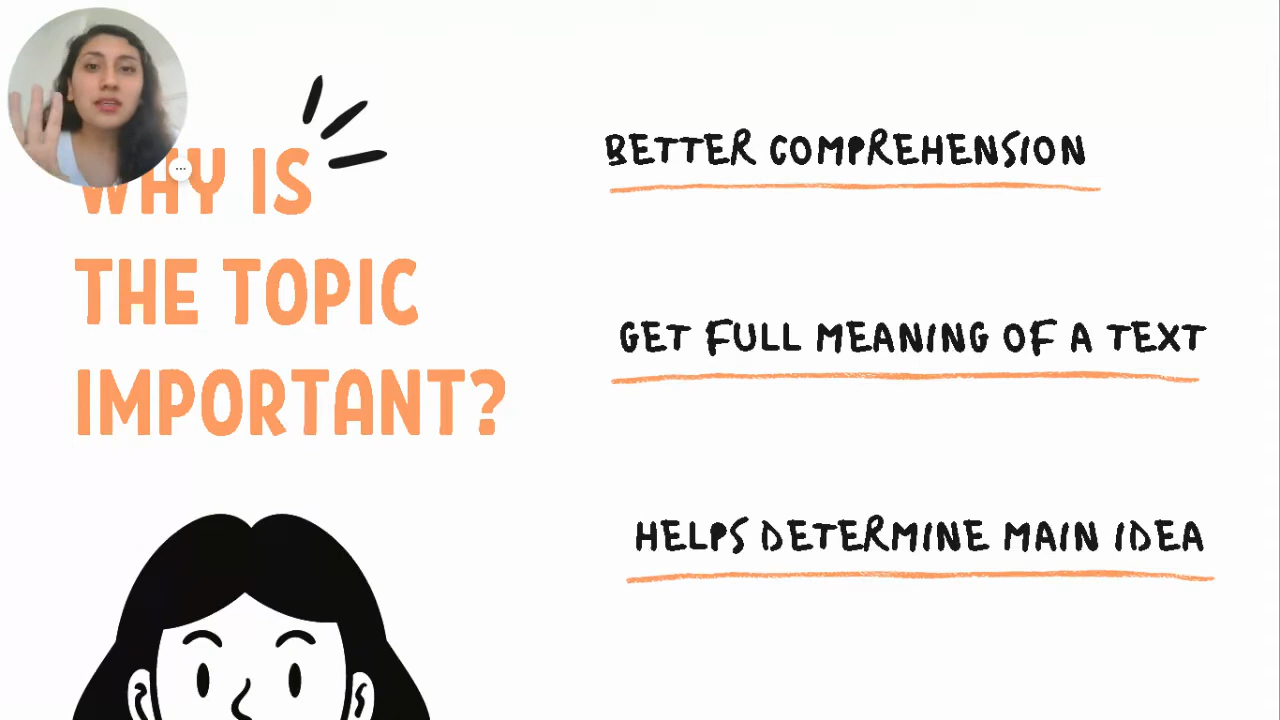 WHY IS
THE TOPIC
IMPORTANT?
BETTER COMPREHENSION
GET FULL MEANING OF A TEXT
HELPS DETERMINE MAIN IDEA